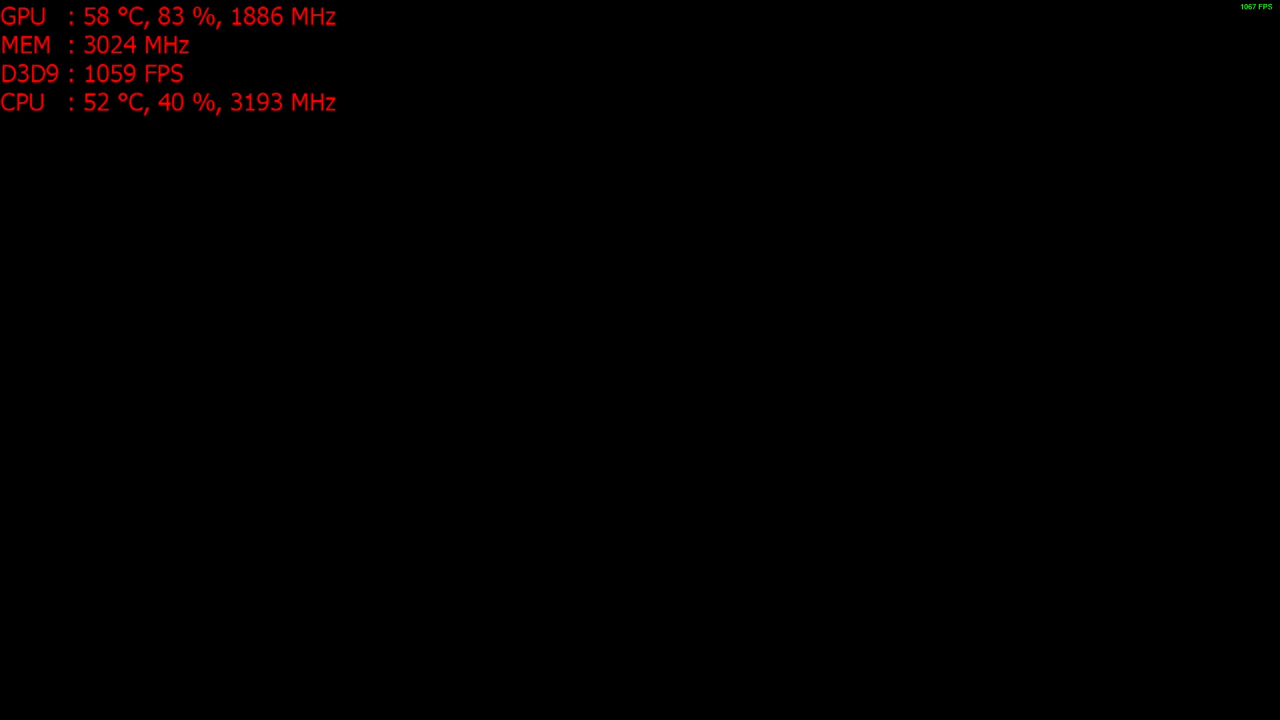 GPU : 58 °C, 83 %, 1886 MHz
MEM : 3024 MHz
D3D9 : 1059 FPS
CPU : 52 °C, 40 %, 3193 MHz
1067 FPS